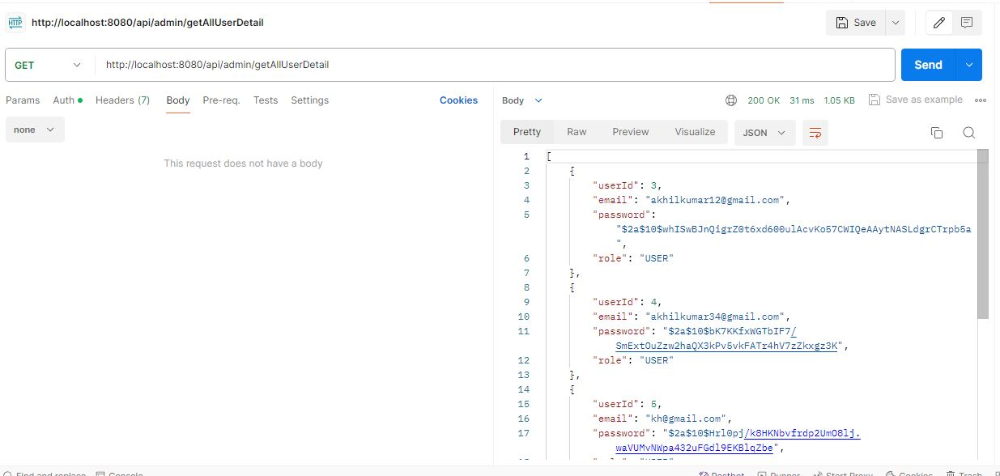 HTTP http://localhost:8080/api/admin/getAllUserDetail
Save
GET
http://localhost:8080/api/admin/getAllUserDetail
Send
Params Auth Headers (7) Body Pre-req. Tests Settings Cookies
none
This request does not have a body
Body 200 OK 31 ms 1.05 KB Save as example
Pretty Raw Preview Visualize JSON
1 [
2 {
3 "userId": 3,
4 "email": "akhilkumar12@gmail.com",
5 "password":
"$2a$10$whISwBJnQigrZ0t6xd600ulAcvKo57CWIQeAAytNASLdgrCTrpb5a
",
6 "role": "USER"
7 },
8 {
9 "userId": 4,
10 "email": "akhilkumar34@gmail.com",
11 "password": "$2a$10$bK7KKfxWGTbIF7/
SmExtOuZzw2haQX3kPv5vkFATr4hV7zZkxgz3K",
12 "role": "USER"
13 },
14 {
15 "userId": 5,
16 "email": "kh@gmail.com",
17 "password": "$2a$10$Hrl0pj/k8HKNbvfrdp2UmO8lj.
waVUMvNWpa432uFGdl9EKBlqZbe",
Find and replace Console Postbot Runner Start Proxy Cookies Trash